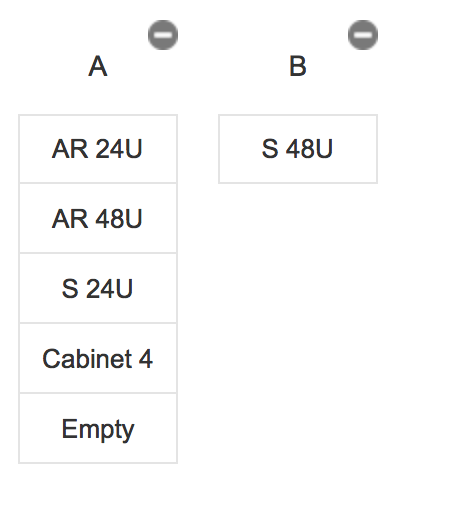 A
AR 24U
AR 48U
S 24U
Cabinet 4
Empty
B
S 48U